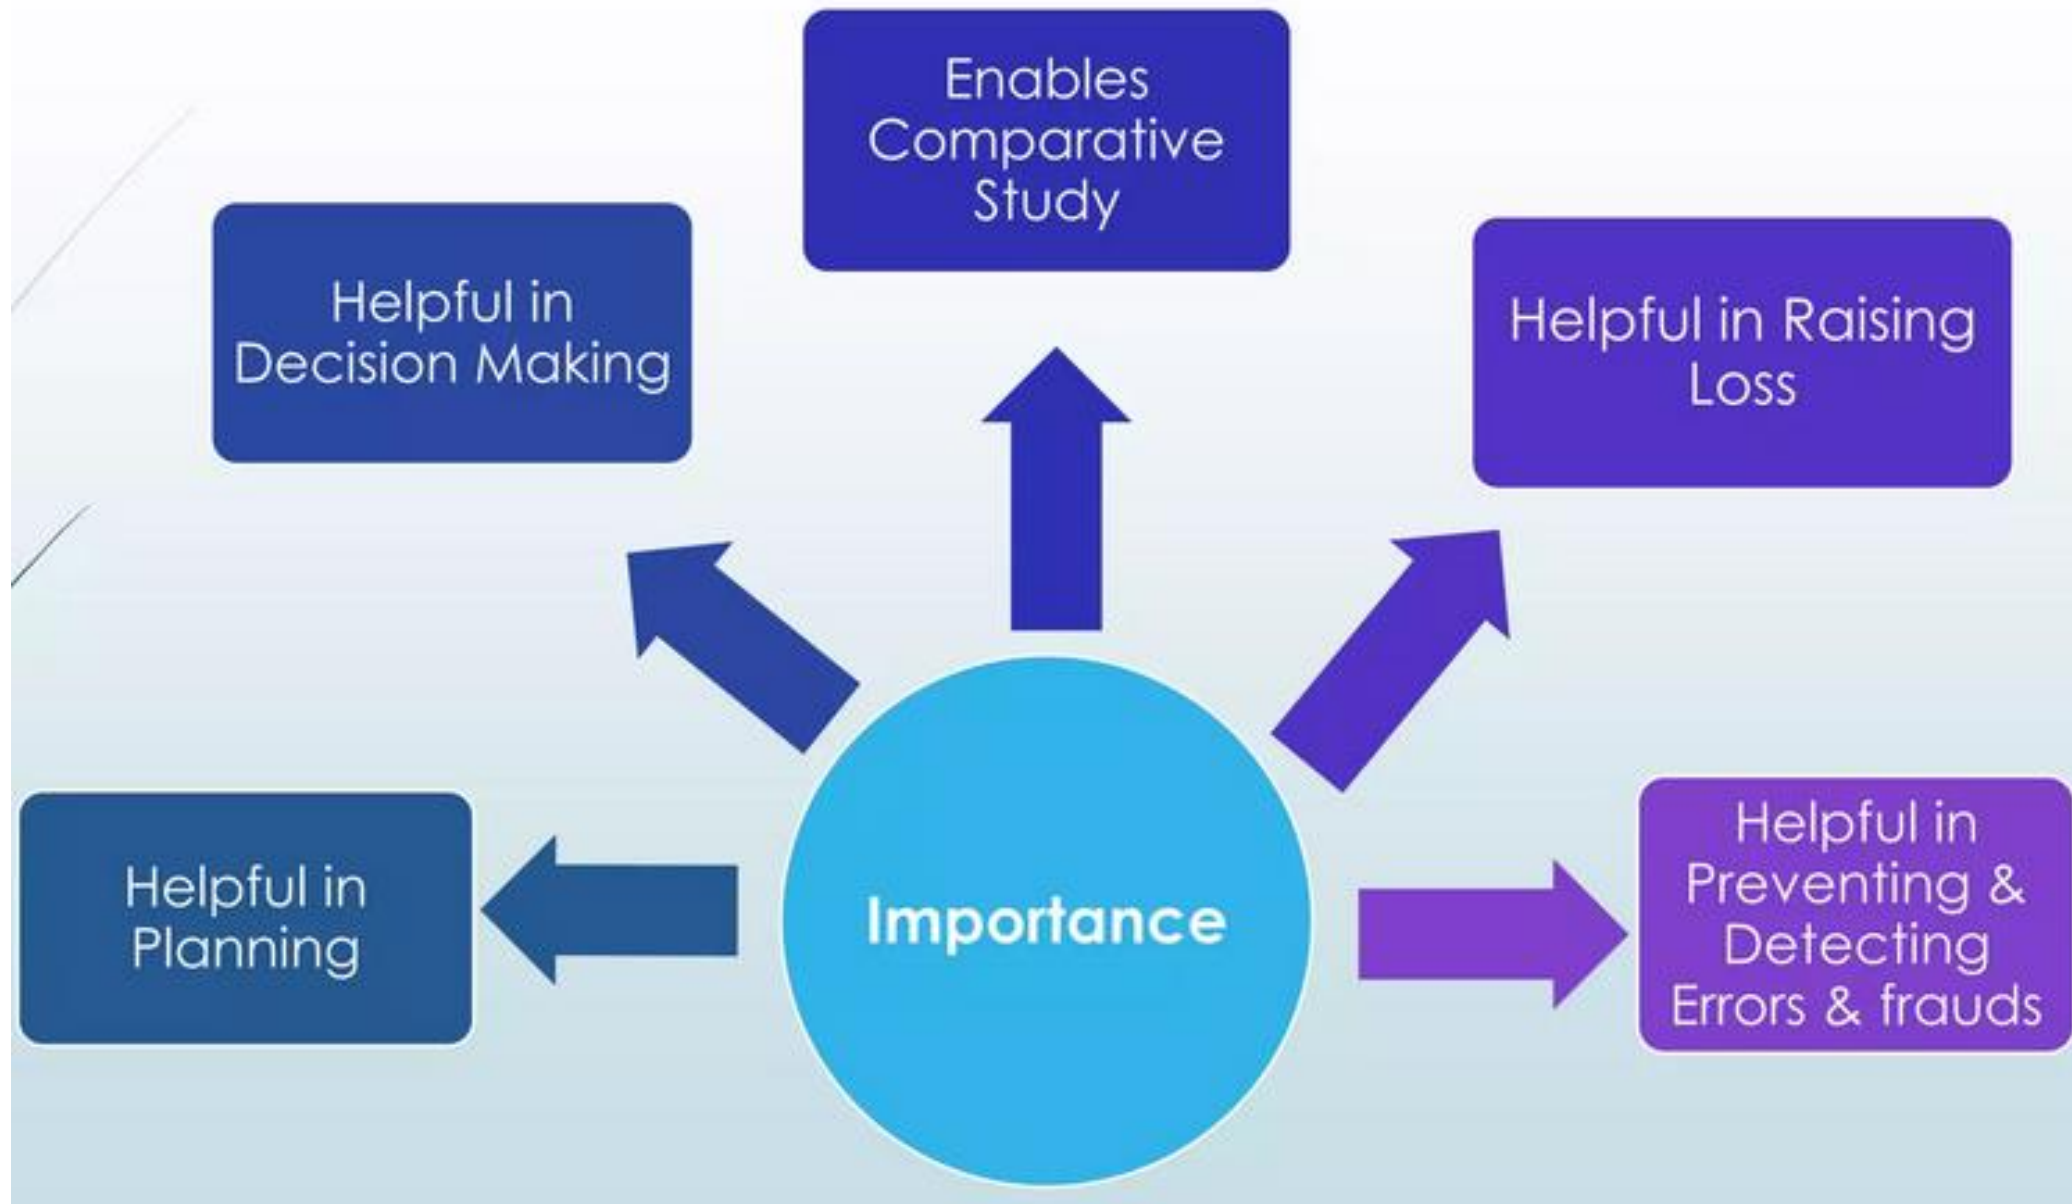 Enables
Comparative
Study
Helpful in
Decision Making
Helpful in Raising
Loss
Helpful in
Planning
Importance
Helpful in
Preventing &
Detecting
Errors & frauds